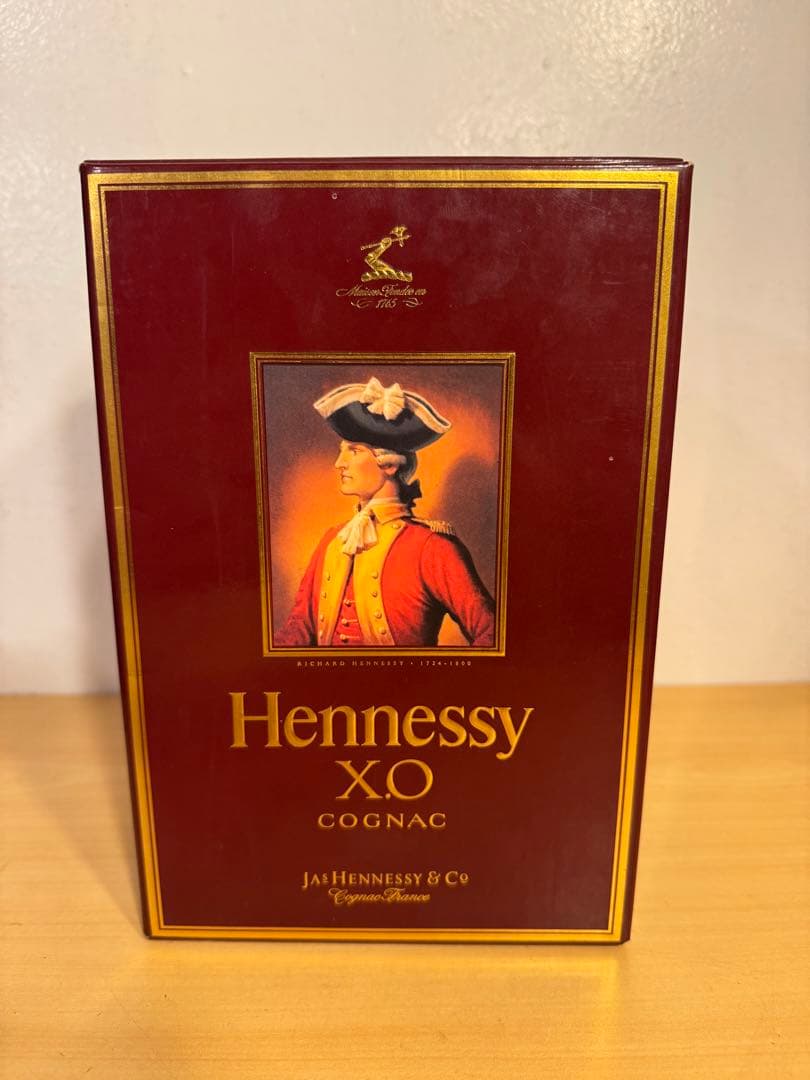 Maison Fondée en
1765
RICHARD HENNESSY • 1724-1800
Hennessy
X.O
COGNAC
JAS HENNESSY & CO
Cognac France